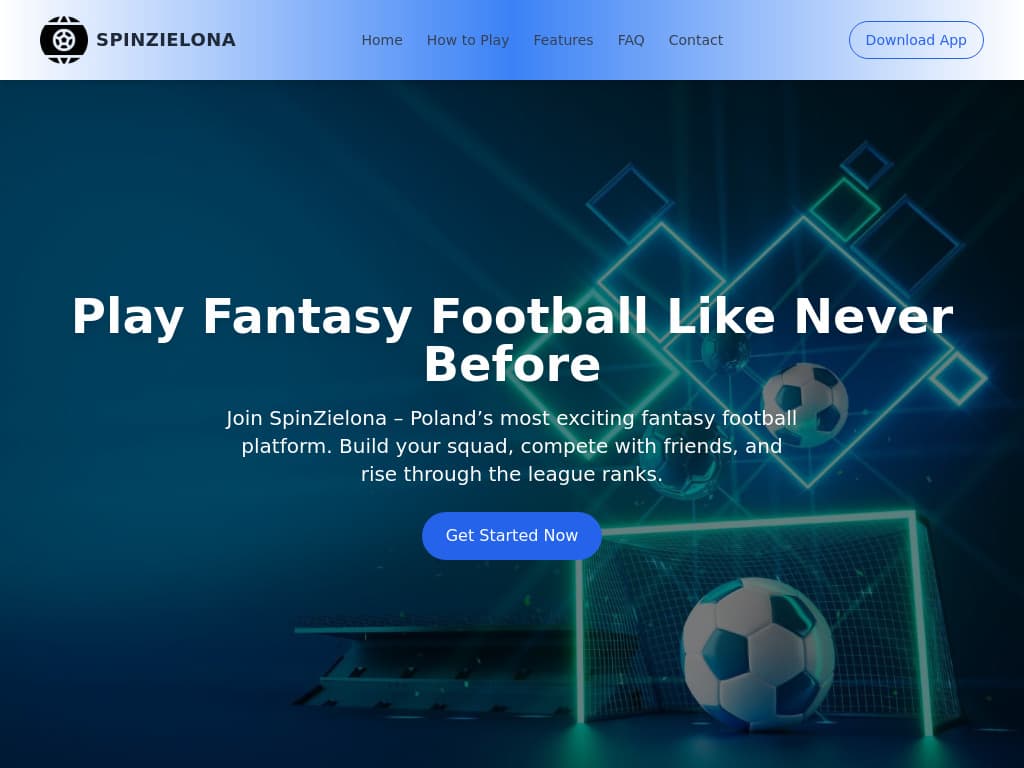 SPINZIELONA
Home
How to Play
Features
FAQ
Contact
Download App
Play Fantasy Football Like Never
Before
Join SpinZielona – Poland’s most exciting fantasy football
platform. Build your squad, compete with friends, and
rise through the league ranks.
Get Started Now